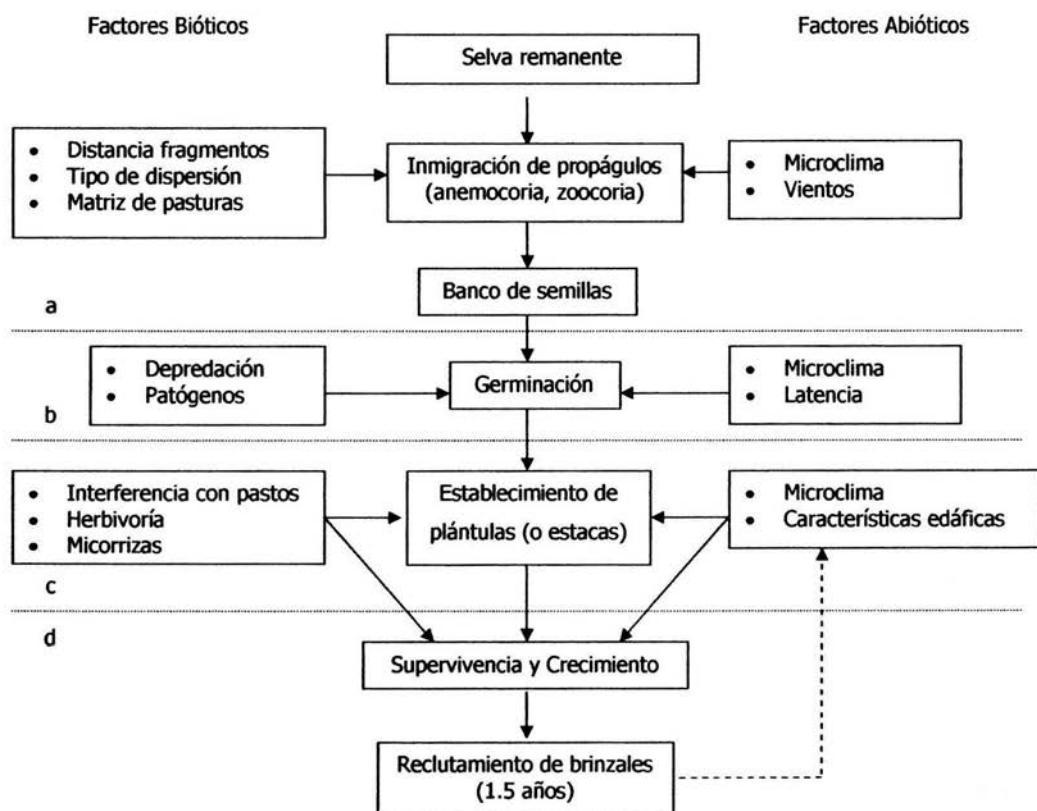 Factores Bióticos
Factores Abióticos
Selva remanente
• Distancia fragmentos
• Tipo de dispersión
• Matriz de pasturas
Inmigración de propágulos
(anemocoria, zoocoria)
• Microclima
• Vientos
Banco de semillas
a
• Depredación
• Patógenos
Germinación
• Microclima
• Latencia
b
• Interferencia con pastos
• Herbivoría
• Micorrizas
Establecimiento de
plántulas (o estacas)
• Microclima
• Características edáficas
c
d
Supervivencia y Crecimiento
Reclutamiento de brinzales
(1.5 años)